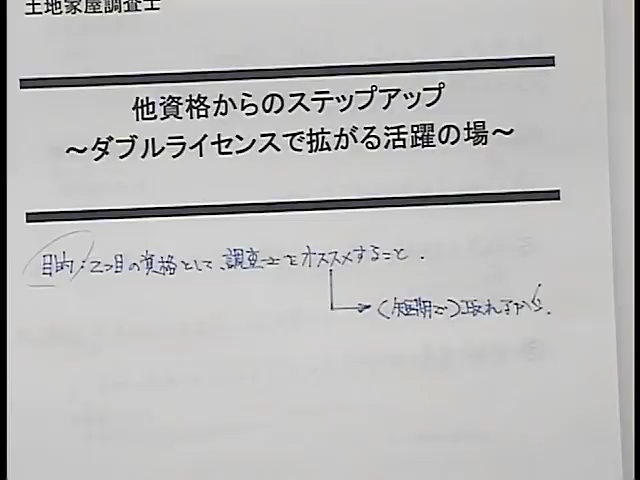 土地家屋調査士
他資格からのステップアップ
～ダブルライセンスで拡がる活躍の場～
目的:2つ目の資格として、調査士をオススメすること.
(短期で)取れるから.